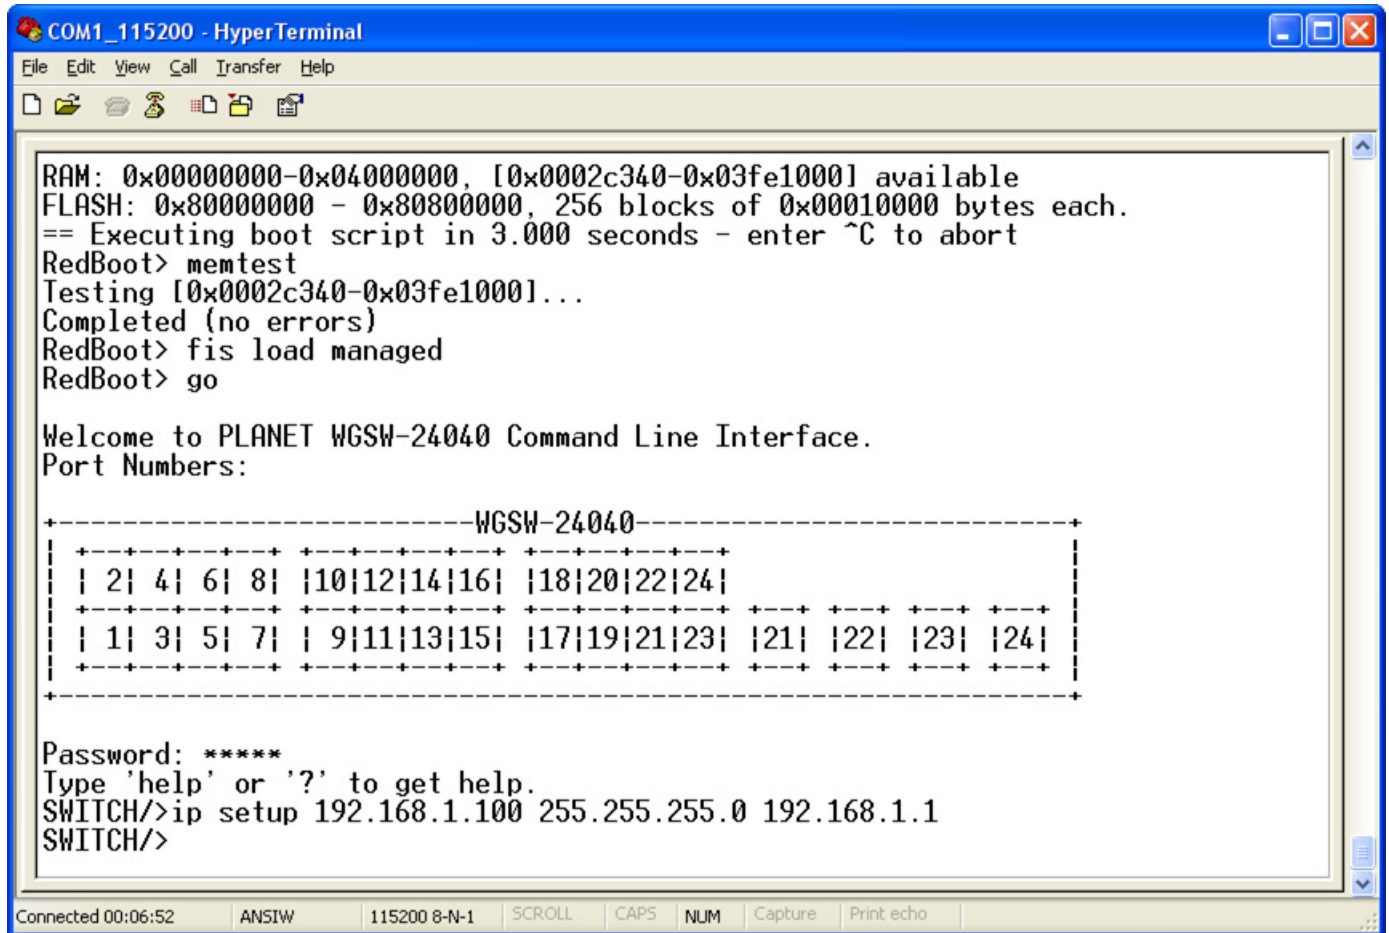 COM1_115200 - HyperTerminal
File Edit View Call Transfer Help
RAM: 0x00000000-0x04000000, [0x0002c340-0x03fe1000] available
FLASH: 0x80000000 - 0x80800000, 256 blocks of 0x00010000 bytes each.
== Executing boot script in 3.000 seconds - enter ^C to abort
RedBoot> memtest
Testing [0x0002c340-0x03fe1000]...
Completed (no errors)
RedBoot> fis load managed
RedBoot> go
Welcome to PLANET WGSW-24040 Command Line Interface.
Port Numbers:
+--------------------------WGSW-24040---------------------------+
| +--+--+--+--+ +--+--+--+--+ +--+--+--+--+                     |
| | 2| 4| 6| 8| |10|12|14|16| |18|20|22|24|                     |
| +--+--+--+--+ +--+--+--+--+ +--+--+--+--+ +--+ +--+ +--+ +--+ |
| | 1| 3| 5| 7| | 9|11|13|15| |17|19|21|23| |21| |22| |23| |24| |
| +--+--+--+--+ +--+--+--+--+ +--+--+--+--+ +--+ +--+ +--+ +--+ |
+---------------------------------------------------------------+
Password: *****
Type 'help' or '?' to get help.
SWITCH/>ip setup 192.168.1.100 255.255.255.0 192.168.1.1
SWITCH/>
Connected 00:06:52 ANSIW 115200 8-N-1 SCROLL CAPS NUM Capture Print echo